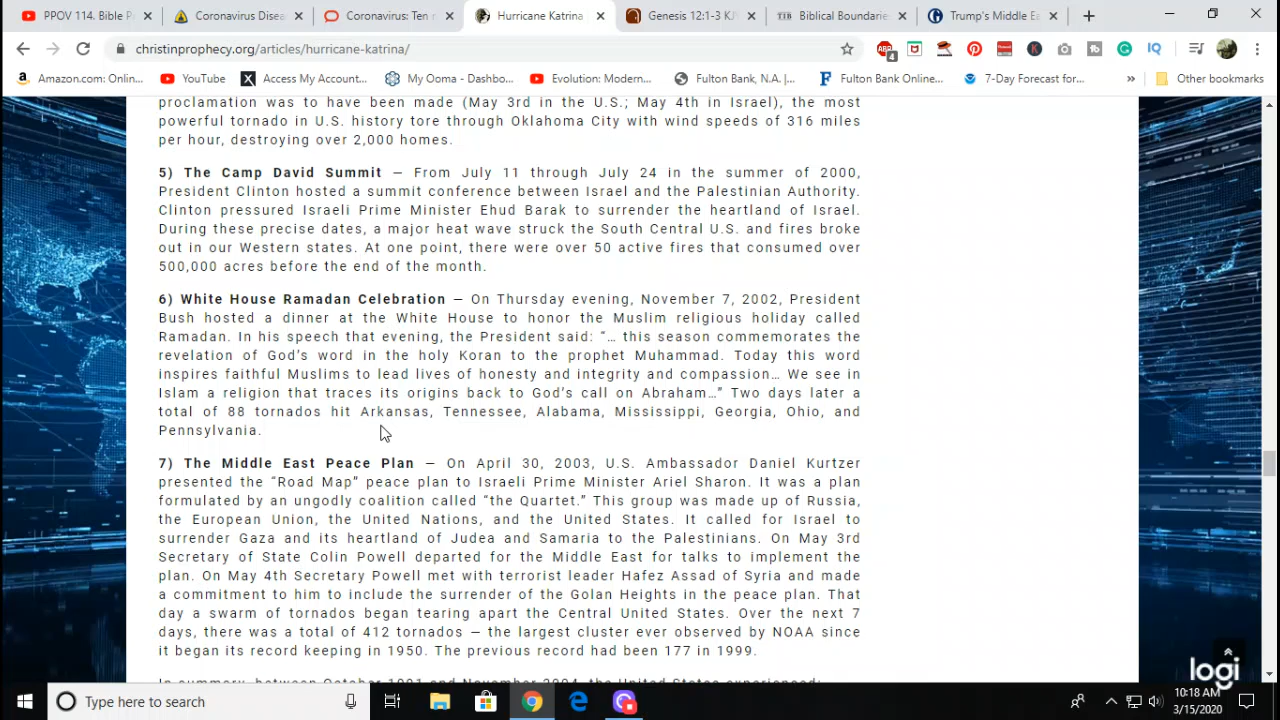 PPOV 114. Bible P
Coronavirus Disea
Coronavirus: Ten r
Hurricane Katrina
Genesis 12:1-3 KJ
Biblical Boundaries
Trump's Middle Ea
christinprophecy.org/articles/hurricane-katrina/
Amazon.com: Onlin...
YouTube
Access My Account...
My Ooma - Dashbo...
Evolution: Modern...
Fulton Bank, N.A. |...
Fulton Bank Online...
7-Day Forecast for...
Other bookmarks
proclamation was to have been made (May 3rd in the U.S.; May 4th in Israel), the most
powerful tornado in U.S. history tore through Oklahoma City with wind speeds of 316 miles
per hour, destroying over 2,000 homes.
5) The Camp David Summit — From July 11 through July 24 in the summer of 2000,
President Clinton hosted a summit conference between Israel and the Palestinian Authority.
Clinton pressured Israeli Prime Minister Ehud Barak to surrender the heartland of Israel.
During these precise dates, a major heat wave struck the South Central U.S. and fires broke
out in our Western states. At one point, there were over 50 active fires that consumed over
500,000 acres before the end of the month.
6) White House Ramadan Celebration — On Thursday evening, November 7, 2002, President
Bush hosted a dinner at the White House to honor the Muslim religious holiday called
Ramadan. In his speech that evening, the President said: "… this season commemorates the
revelation of God's word in the holy Koran to the prophet Muhammad. Today this word
inspires faithful Muslims to lead lives of honesty and integrity and compassion… We see in
Islam a religion that traces its origins back to God's call on Abraham…" Two days later a
total of 88 tornados hit Arkansas, Tennessee, Alabama, Mississippi, Georgia, Ohio, and
Pennsylvania.
7) The Middle East Peace Plan — On April 30, 2003, U.S. Ambassador Daniel Kurtzer
presented the "Road Map" peace plan to Israeli Prime Minister Ariel Sharon. It was a plan
formulated by an ungodly coalition called "the Quartet." This group was made up of Russia,
the European Union, the United Nations, and the United States. It called for Israel to
surrender Gaza and its heartland of Judea and Samaria to the Palestinians. On May 3rd
Secretary of State Colin Powell departed for the Middle East for talks to implement the
plan. On May 4th Secretary Powell met with terrorist leader Hafez Assad of Syria and made
a commitment to him to include the surrender of the Golan Heights in the peace plan. That
day a swarm of tornados began tearing apart the Central United States. Over the next 7
days, there was a total of 412 tornados — the largest cluster ever observed by NOAA since
it began its record keeping in 1950. The previous record had been 177 in 1999.
In summary, between October 1991 and November 2004, the United States experienced:
logi
Type here to search
10:18 AM
3/15/2020